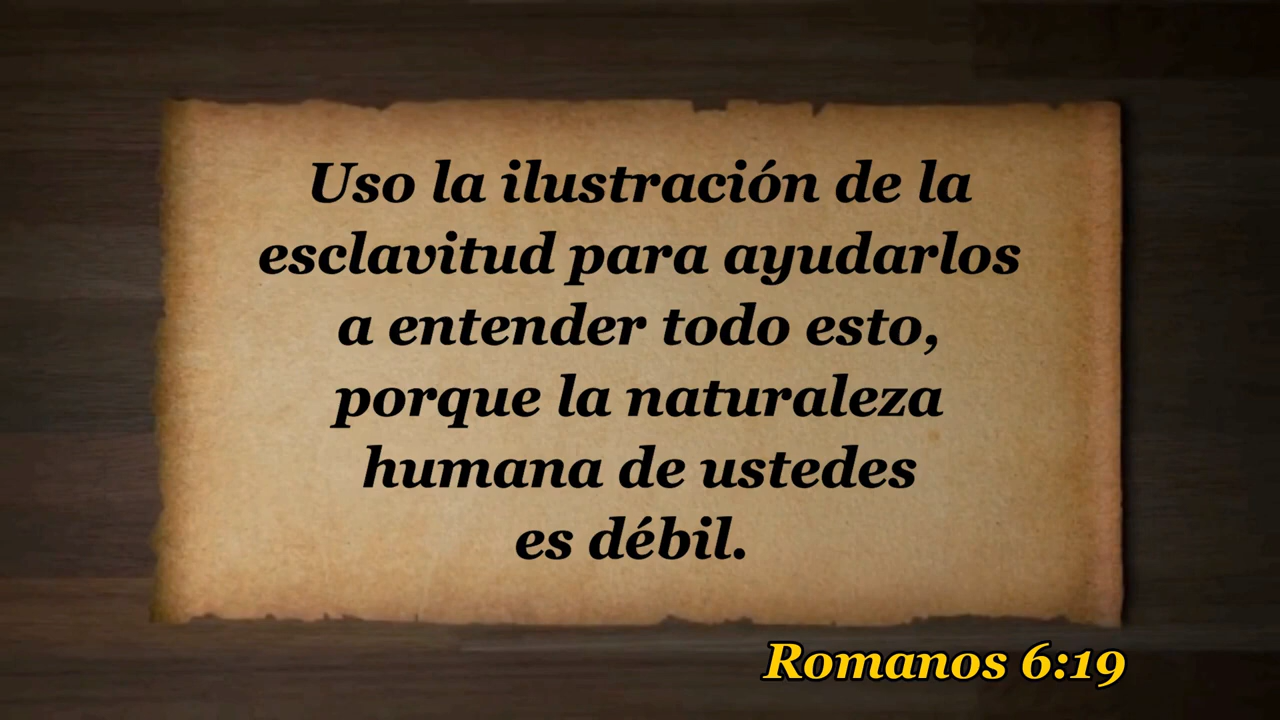 Uso la ilustración de la
esclavitud para ayudarlos
a entender todo esto,
porque la naturaleza
humana de ustedes
es débil.
Romanos 6:19